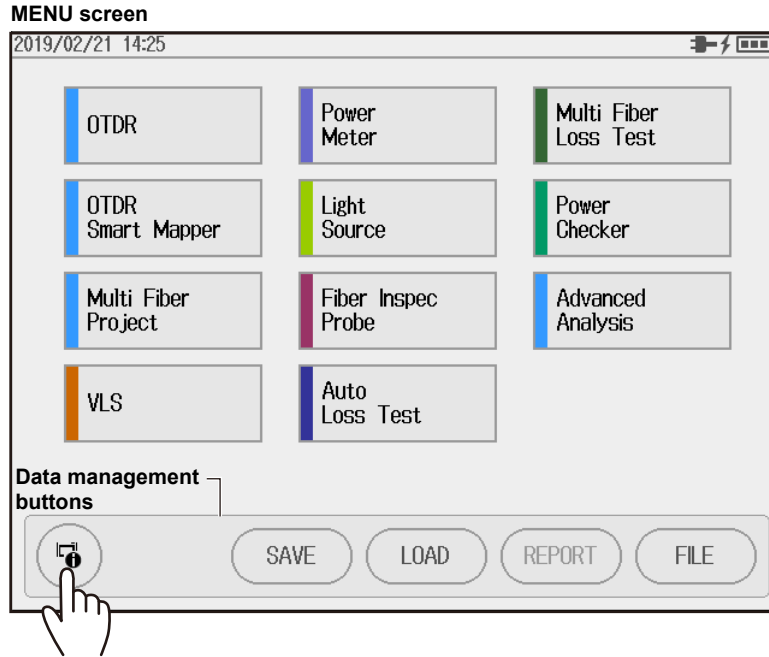 MENU screen
2019/02/21 14:25
OTDR
Power
Meter
Multi Fiber
Loss Test
OTDR
Smart Mapper
Light
Source
Power
Checker
Multi Fiber
Project
Fiber Inspec
Probe
Advanced
Analysis
VLS
Auto
Loss Test
Data management
buttons
SAVE
LOAD
REPORT
FILE